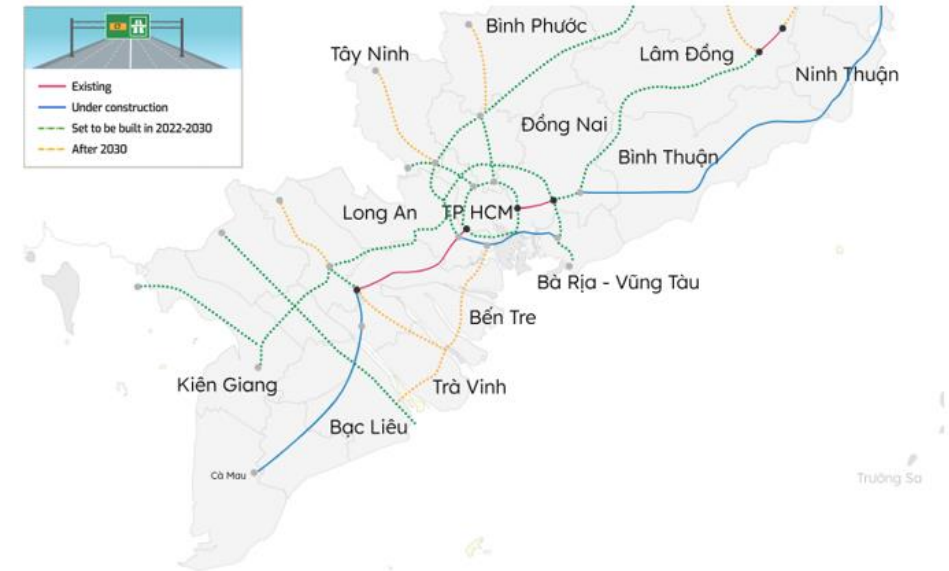 Existing
Under construction
Set to be built in 2022-2030
After 2030
Bình Phước
Tây Ninh
Lâm Đồng
Ninh Thuận
Đồng Nai
Bình Thuận
Long An
TP HCM
Bà Rịa - Vũng Tàu
Bến Tre
Kiên Giang
Trà Vinh
Bạc Liêu
Cà Mau
Trường Sa